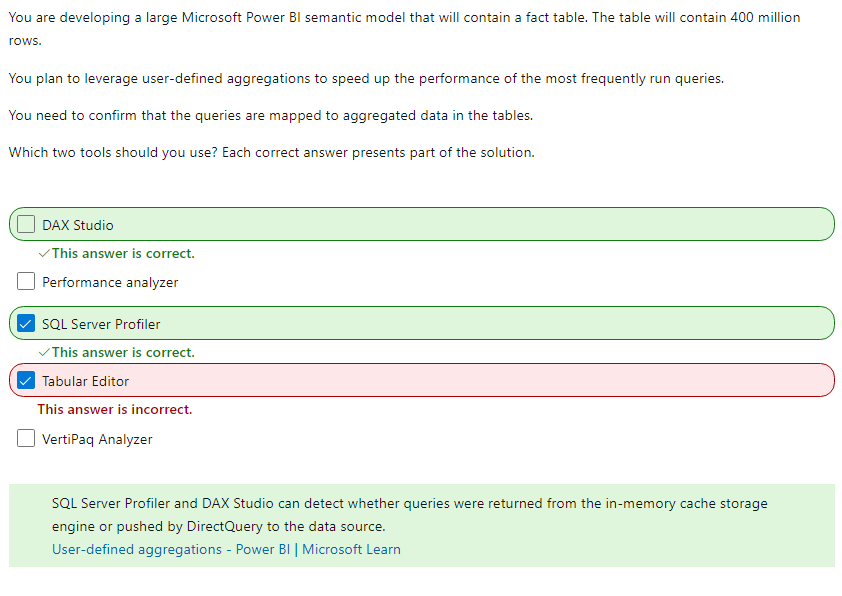 You are developing a large Microsoft Power BI semantic model that will contain a fact table. The table will contain 400 million
rows.
You plan to leverage user-defined aggregations to speed up the performance of the most frequently run queries.
You need to confirm that the queries are mapped to aggregated data in the tables.
Which two tools should you use? Each correct answer presents part of the solution.
DAX Studio
This answer is correct.
Performance analyzer
SQL Server Profiler
This answer is correct.
Tabular Editor
This answer is incorrect.
VertiPaq Analyzer
SQL Server Profiler and DAX Studio can detect whether queries were returned from the in-memory cache storage
engine or pushed by DirectQuery to the data source.
User-defined aggregations - Power BI | Microsoft Learn